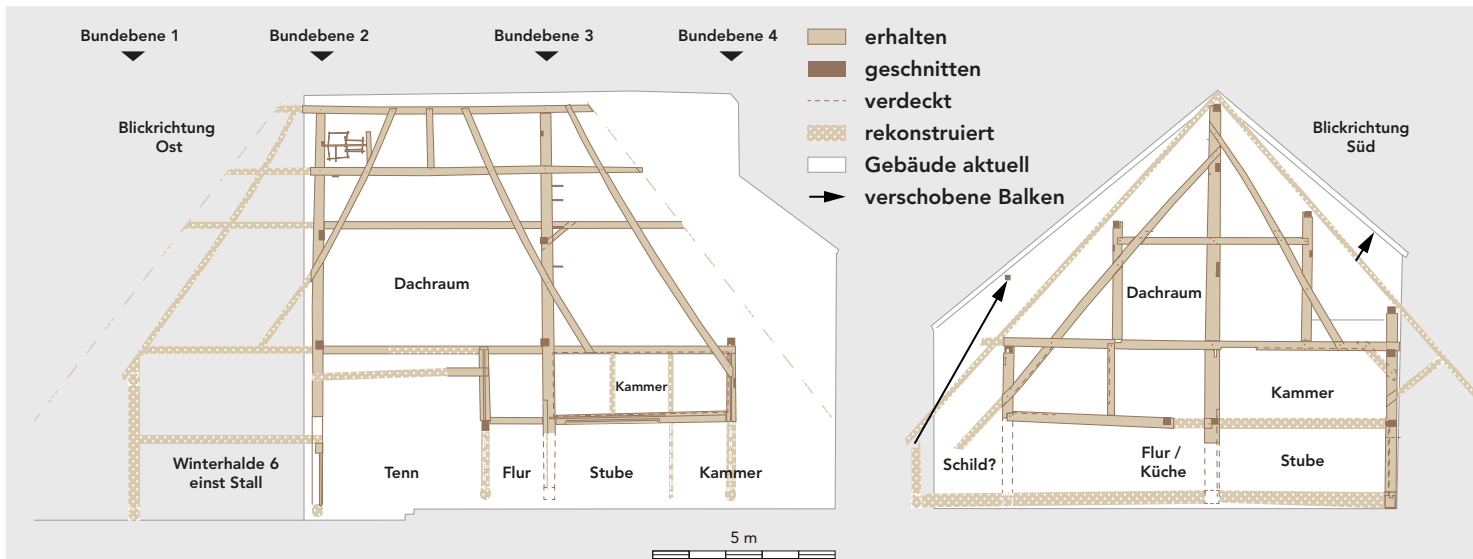 Bundebene 1
Bundebene 2
Bundebene 3
Bundebene 4
Blickrichtung
Ost
Dachraum
Kammer
Winterhalde 6
einst Stall
Tenn
Flur
Stube
Kammer
erhalten
geschnitten
verdeckt
rekonstruiert
Gebäude aktuell
verschobene Balken
Blickrichtung
Süd
Dachraum
Kammer
Schild?
Flur /
Küche
Stube
5 m